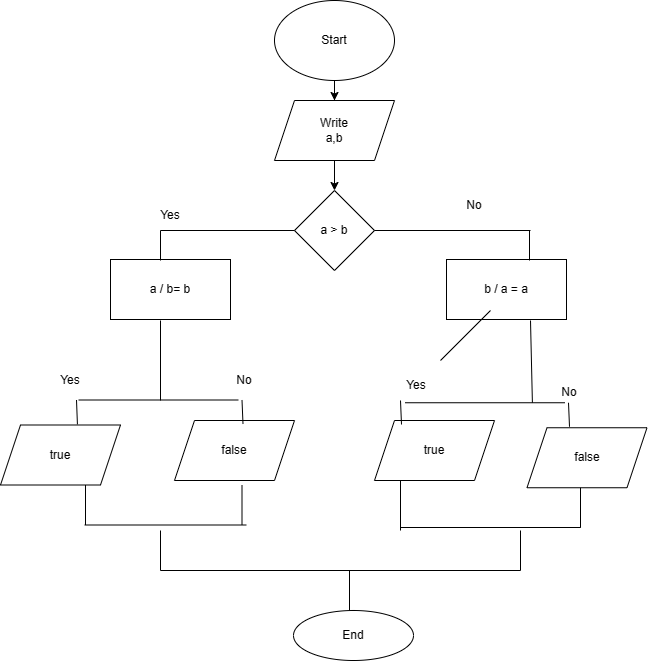 Start
Write
a,b
a > b
Yes
No
a / b= b
b / a = a
Yes
No
Yes
No
true
false
true
false
End